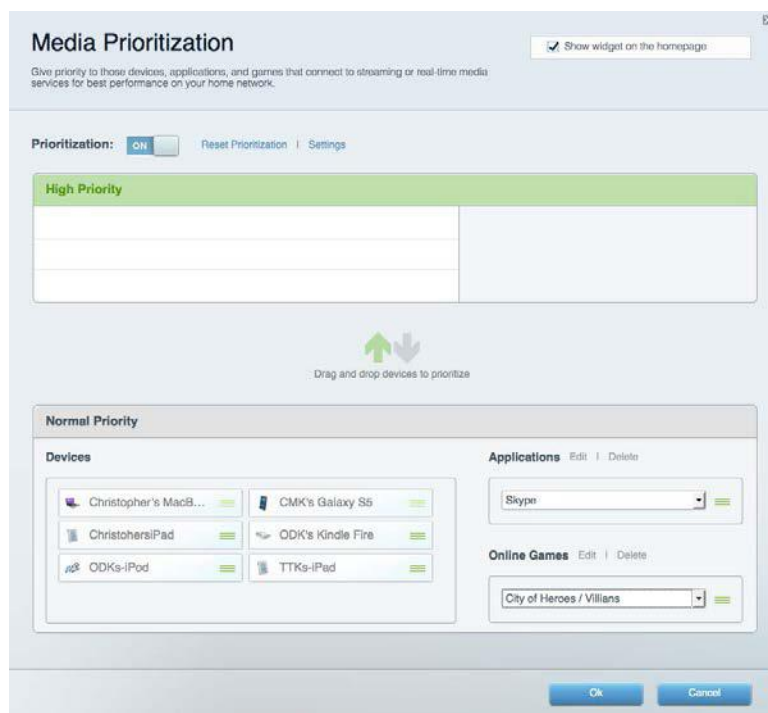 Media Prioritization
Show widget on the homepage
Give priority to those devices, applications, and games that connect to streaming or real-time media
services for best performance on your home network.
Prioritization: ON Reset Prioritization | Settings
High Priority
Drag and drop devices to prioritize
Normal Priority
Devices
Applications Edit | Delete
Christopher's MacB... CMK's Galaxy S5
Skype
ChristohersiPad ODK's Kindle Fire
ODKs-iPod TTKs-iPad
Online Games Edit | Delete
City of Heroes / Villians
Ok Cancel